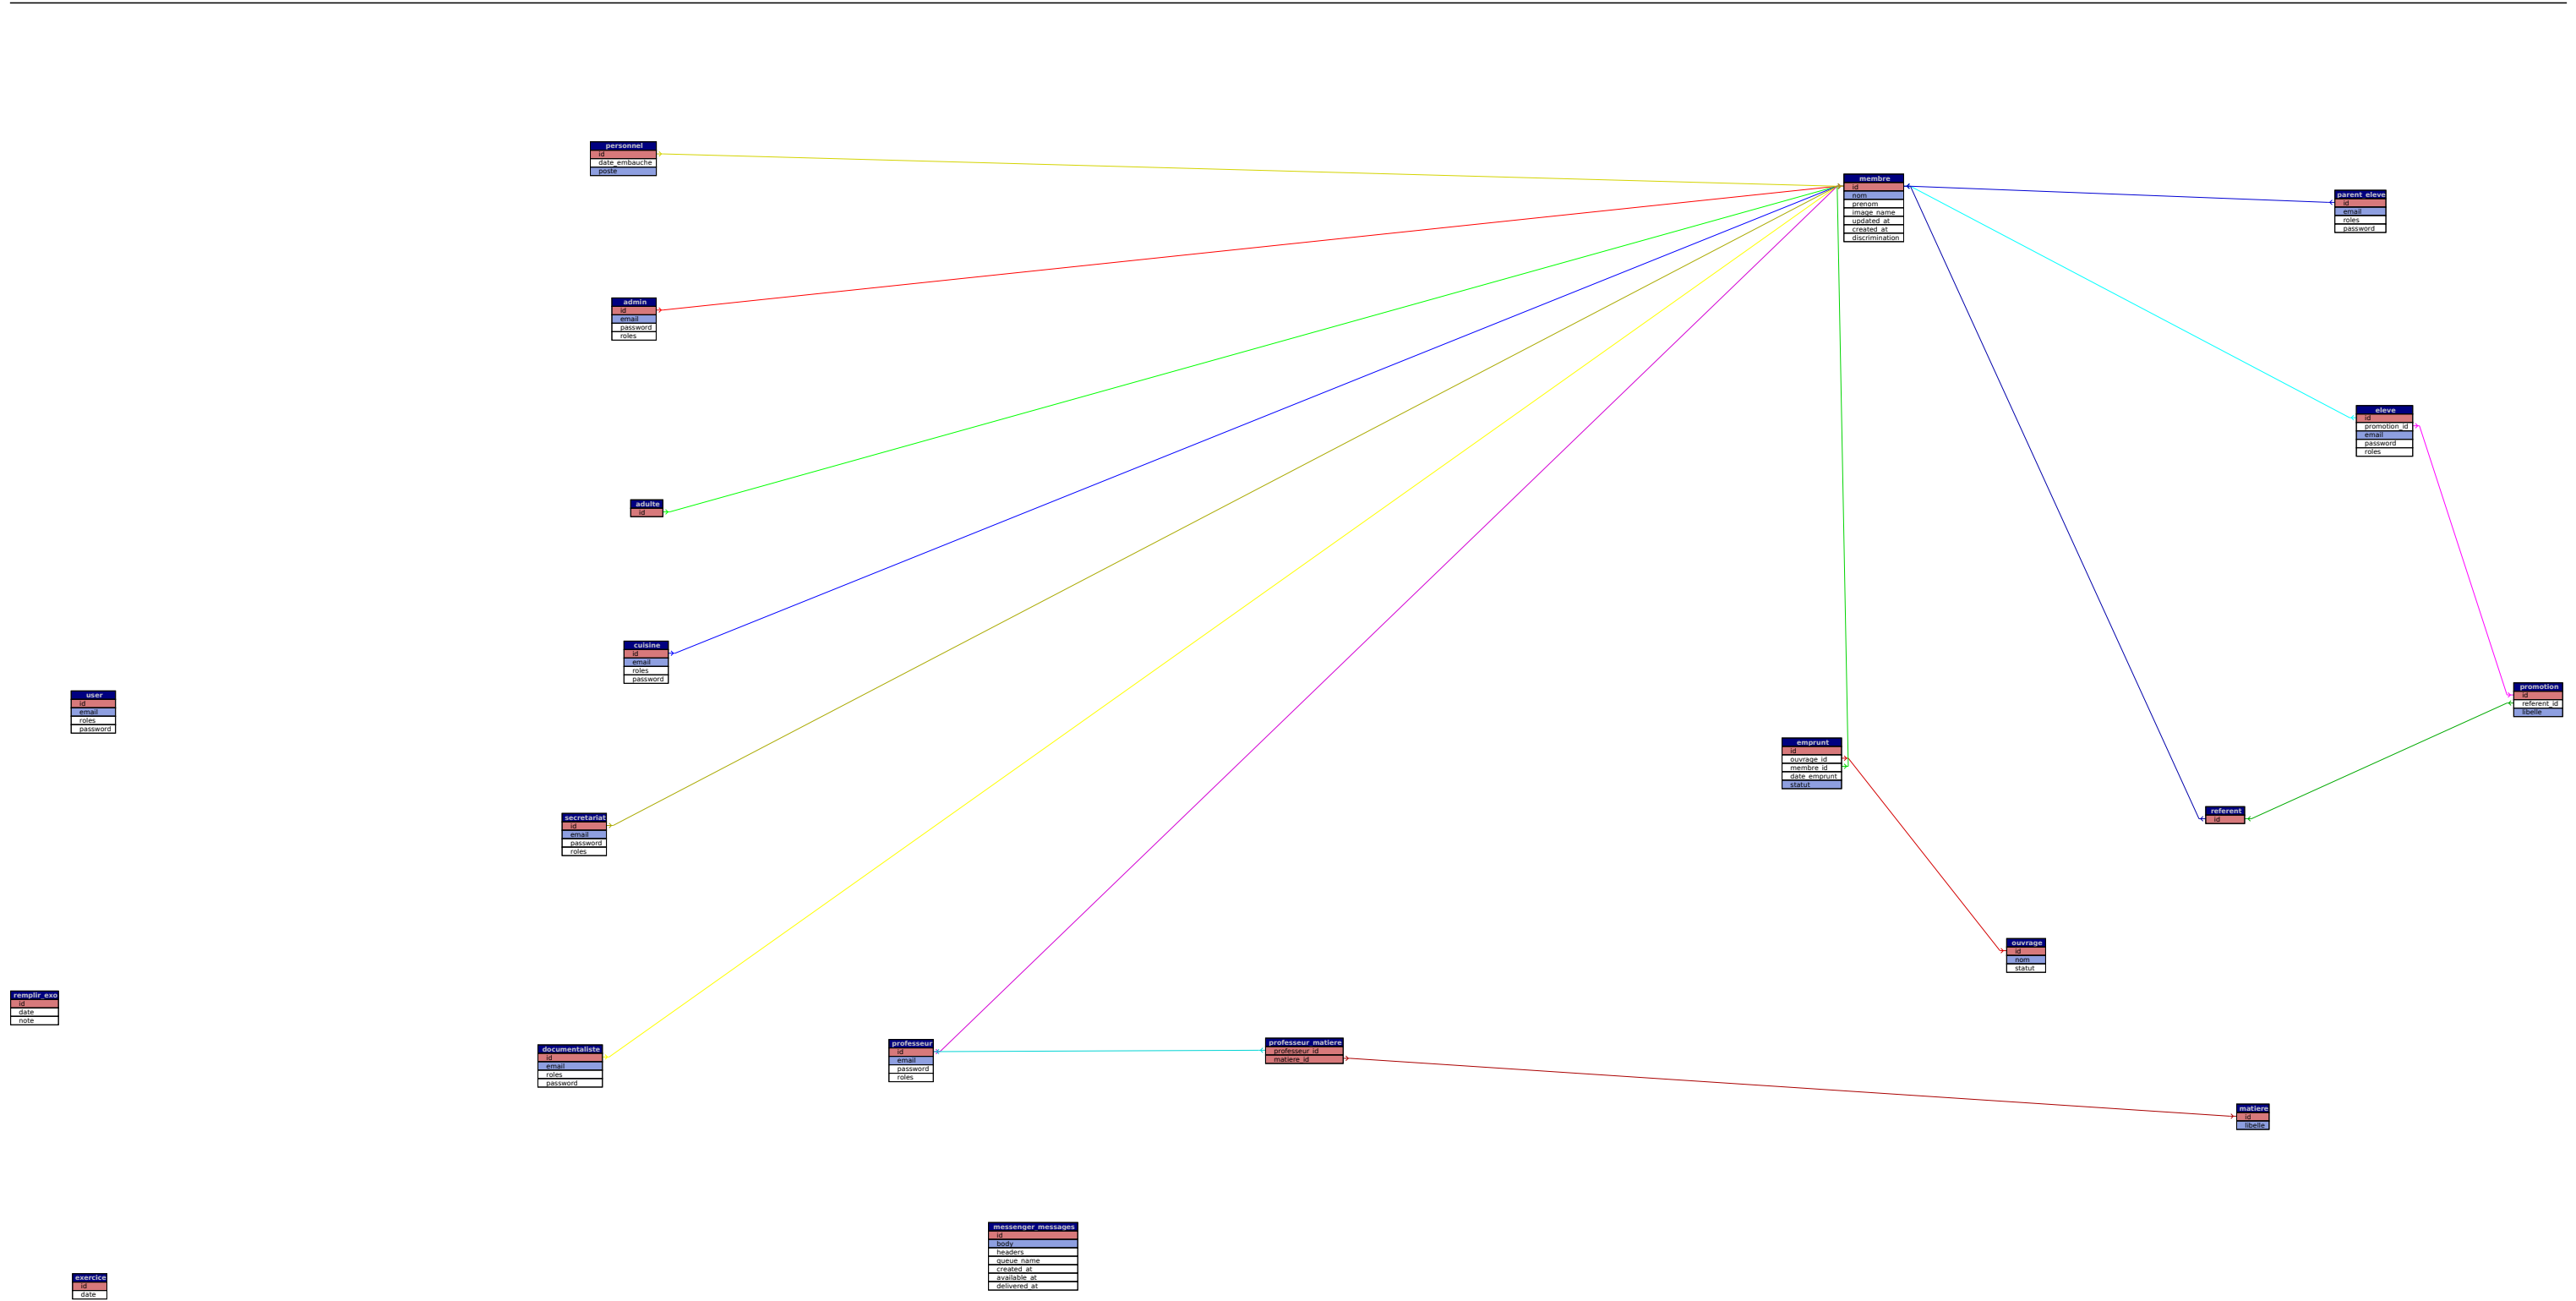 personnel
id
date_embauche
poste
membre
id
nom
prenom
image_name
updated_at
created_at
discrimination
parent_eleve
id
email
roles
password
admin
id
email
password
roles
eleve
id
promotion_id
email
password
roles
adulte
id
cuisine
id
email
roles
password
user
id
email
roles
password
promotion
id
referent_id
libelle
emprunt
id
ouvrage_id
membre_id
date_emprunt
statut
referent
id
secretariat
id
email
password
roles
ouvrage
id
nom
statut
remplir_exo
id
date
note
documentaliste
id
email
roles
password
professeur
id
email
password
roles
professeur_matiere
professeur_id
matiere_id
matiere
id
libelle
messenger_messages
id
body
headers
queue_name
created_at
available_at
delivered_at
exercice
id
date